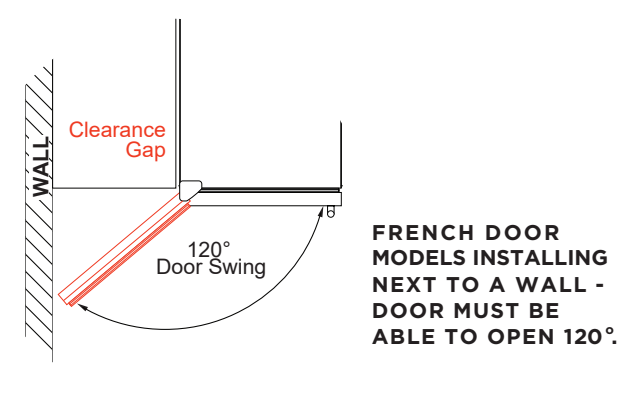 WALL
Clearance
Gap
120°
Door Swing
FRENCH DOOR
MODELS INSTALLING
NEXT TO A WALL -
DOOR MUST BE
ABLE TO OPEN 120°.